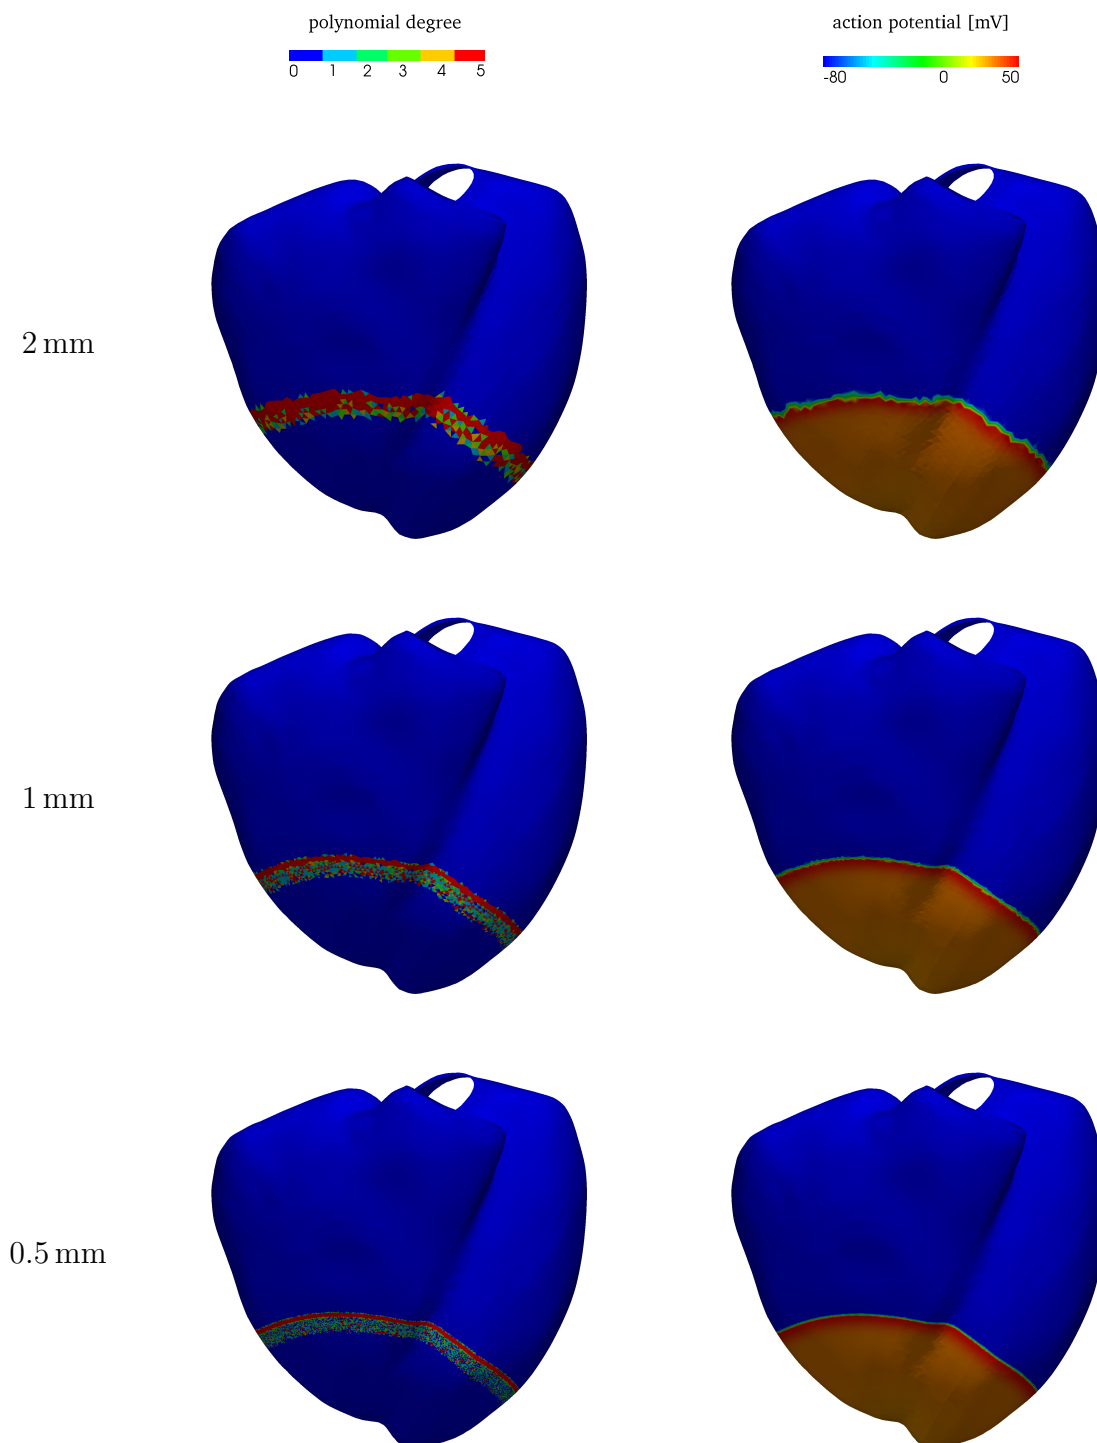 polynomial degree
0 1 2 3 4 5
action potential [mV]
-80 0 50
2 mm
1 mm
0.5 mm